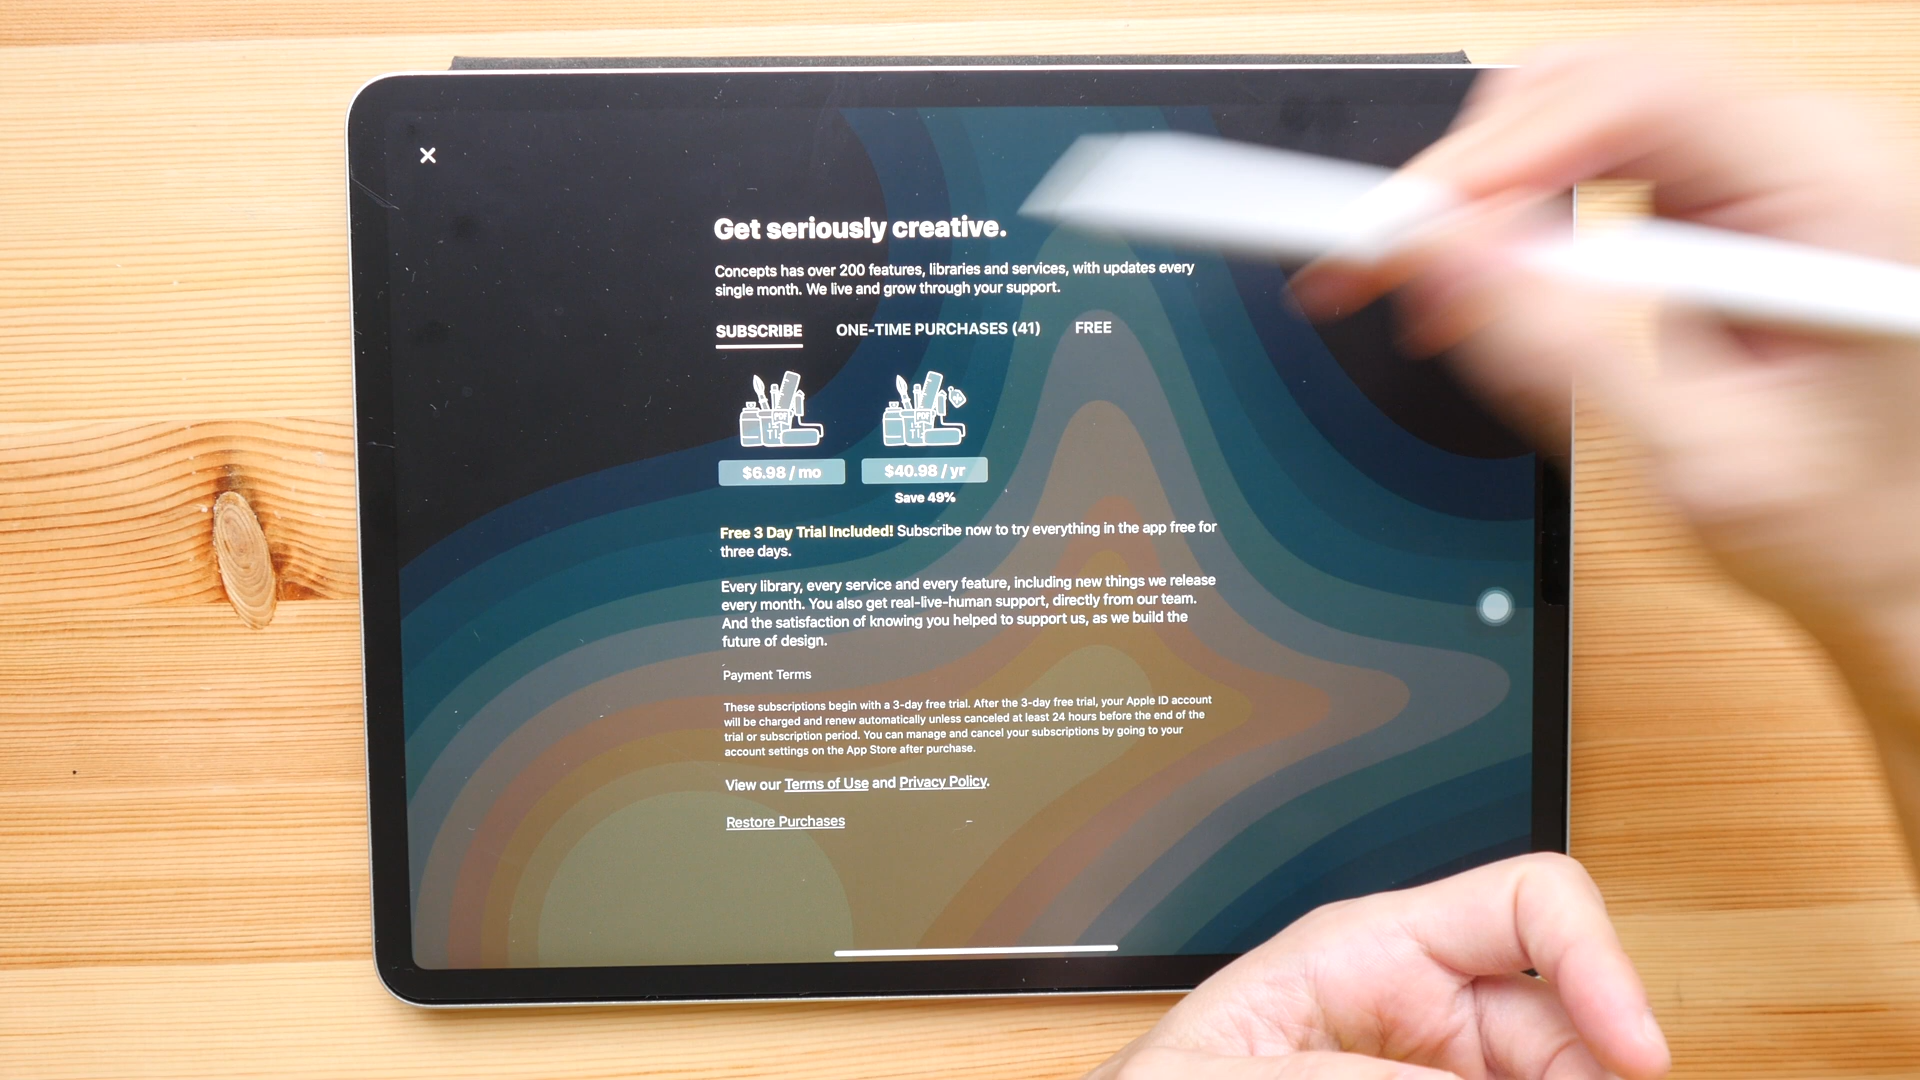 Get seriously creative.
Concepts has over 200 features, libraries and services, with updates every
single month. We live and grow through your support.
SUBSCRIBE ONE-TIME PURCHASES (41) FREE
PDF PDF
$6.98 / mo $40.98 / yr
Save 49%
Free 3 Day Trial Included! Subscribe now to try everything in the app free for
three days.
Every library, every service and every feature, including new things we release
every month. You also get real-live-human support, directly from our team.
And the satisfaction of knowing you helped to support us, as we build the
future of design.
Payment Terms
These subscriptions begin with a 3-day free trial. After the 3-day free trial, your Apple ID account
will be charged and renew automatically unless canceled at least 24 hours before the end of the
trial or subscription period. You can manage and cancel your subscriptions by going to your
account settings on the App Store after purchase.
View our Terms of Use and Privacy Policy.
Restore Purchases